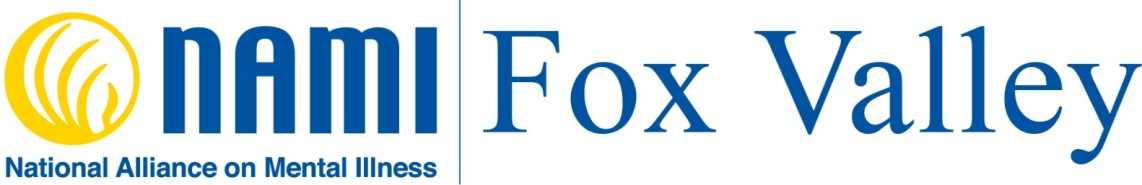 NAMI
National Alliance on Mental Illness
Fox Valley